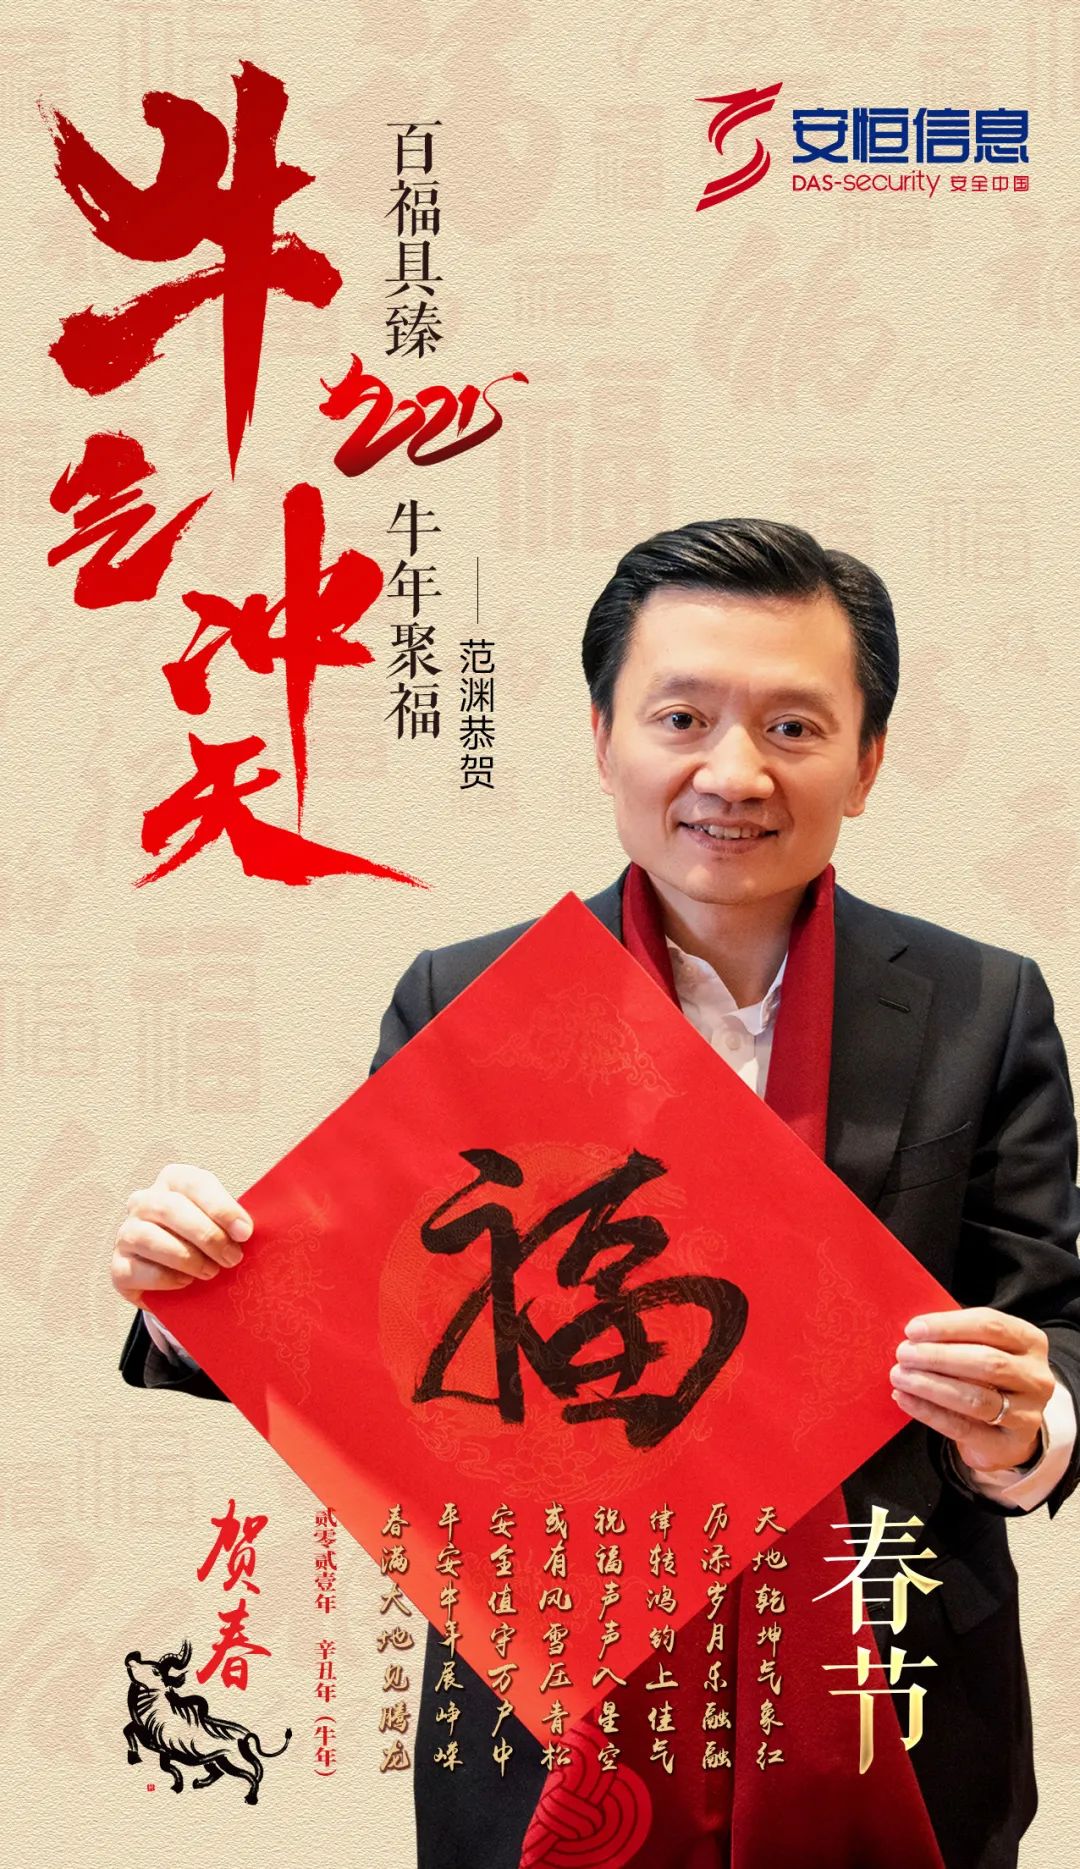 牛气冲天
百福具臻
2021
牛年聚福
——范渊恭贺
安恒信息
DAS-security 安全中国
福
春节
天地乾坤气象红
历添岁月乐融融
律转鸿钧上佳气
祝福声声入星空
或有风雪压青松
安全值守万户中
平安牛年展峥嵘
春满大地见腾龙
贰零贰壹年 辛丑年（牛年）
贺春